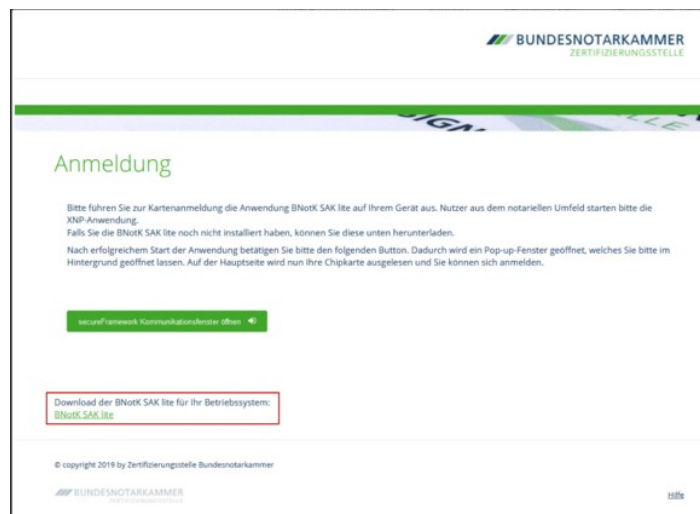 BUNDESNOTARKAMMER
ZERTIFIZIERUNGSSTELLE
SIGN
ELLE
Anmeldung
Bitte führen Sie zur Kartenanmeldung die Anwendung BNotK SAK lite auf Ihrem Gerät aus. Nutzer aus dem notariellen Umfeld starten bitte die
XNP-Anwendung.
Falls Sie die BNotK SAK lite noch nicht installiert haben, können Sie diese unten herunterladen.
Nach erfolgreichem Start der Anwendung betätigen Sie bitte den folgenden Button. Dadurch wird ein Pop-up-Fenster geöffnet, welches Sie bitte im
Hintergrund geöffnet lassen. Auf der Hauptseite wird nun Ihre Chipkarte ausgelesen und Sie können sich anmelden.
secureFramework Kommunikationsfenster öffnen
Download der BNotK SAK lite für Ihr Betriebssystem:
BNotK SAK lite
© copyright 2019 by Zertifizierungsstelle Bundesnotarkammer
BUNDESNOTARKAMMER
ZERTIFIZIERUNGSSTELLE
Hilfe